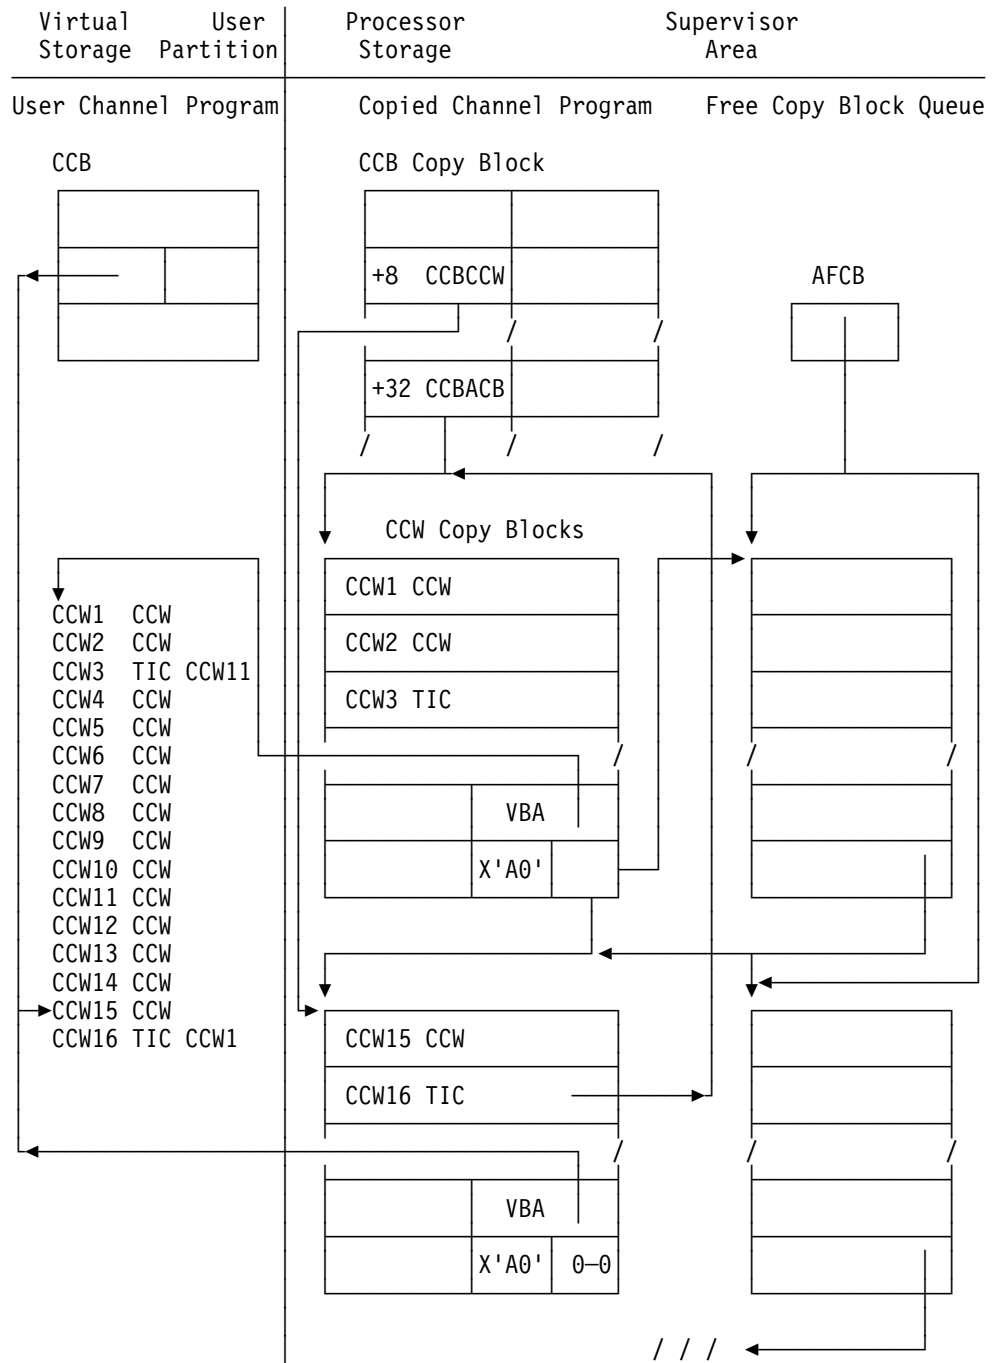 Virtual User Processor Supervisor
Storage Partition Storage Area
User Channel Program Copied Channel Program Free Copy Block Queue
CCB CCB Copy Block
+8 CCBCCW AFCB
/ /
+32 CCBACB
/ / /
CCW Copy Blocks
CCW1 CCW
CCW1 CCW
CCW2 CCW
CCW2 CCW
CCW3 TIC CCW11
CCW3 TIC
CCW4 CCW
CCW5 CCW
CCW6 CCW / / /
CCW7 CCW
CCW8 CCW VBA
CCW9 CCW
CCW10 CCW X'A0'
CCW11 CCW
CCW12 CCW
CCW13 CCW
CCW14 CCW
CCW15 CCW
CCW16 TIC CCW1 CCW15 CCW
CCW16 TIC
/ / /
VBA
X'A0' 0—0
/ / /